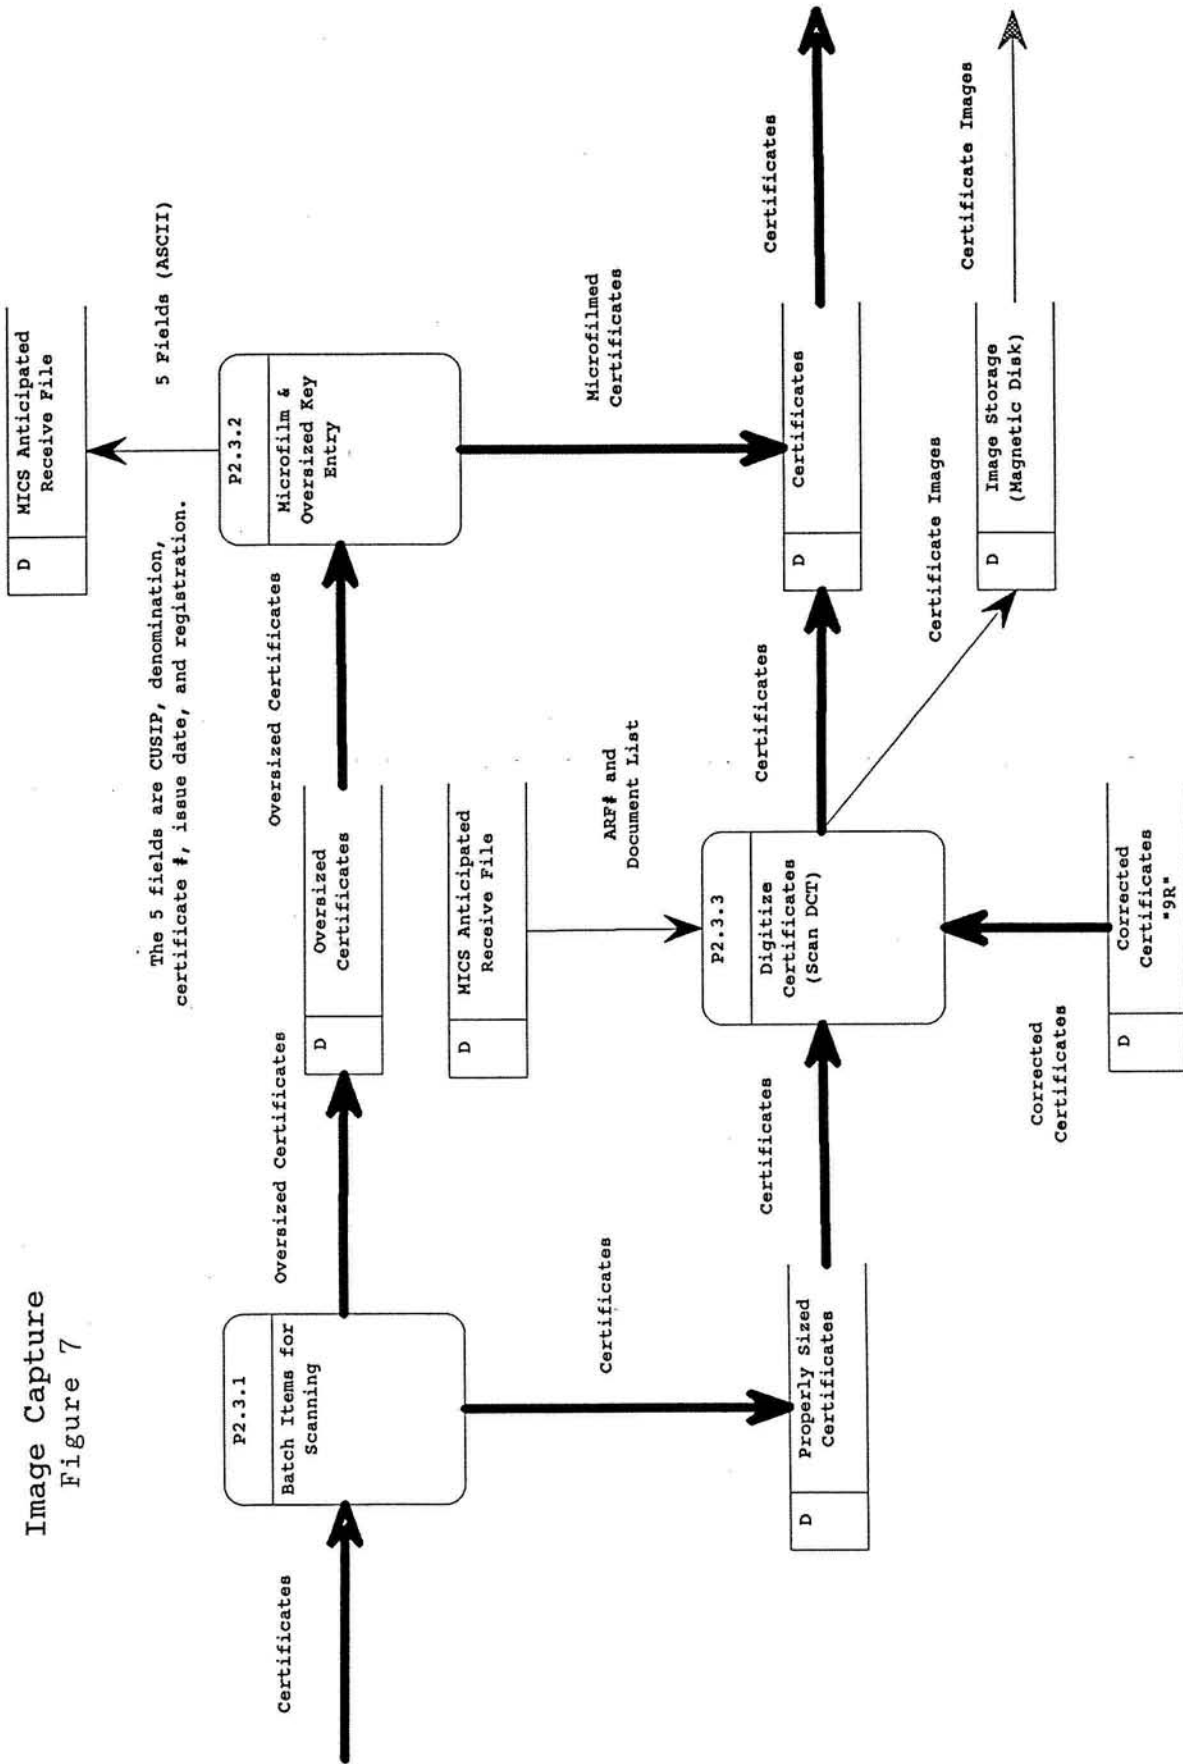 Image Capture
Figure 7
Certificates
P2.3.1
Batch Items for
Scanning
Oversized Certificates
D
Oversized
Certificates
Oversized Certificates
P2.3.2
Microfilm &
Oversized Key
Entry
The 5 fields are CUSIP, denomination,
certificate #, issue date, and registration.
5 Fields (ASCII)
D
MICS Anticipated
Receive File
Certificates
Microfilmed
Certificates
D
MICS Anticipated
Receive File
ARF# and
Document List
D
Properly Sized
Certificates
Certificates
P2.3.3
Digitize
Certificates
(Scan DCT)
Certificates
D
Certificates
Certificates
Corrected
Certificates
D
Corrected
Certificates
"9R"
Certificate Images
D
Image Storage
(Magnetic Disk)
Certificate Images